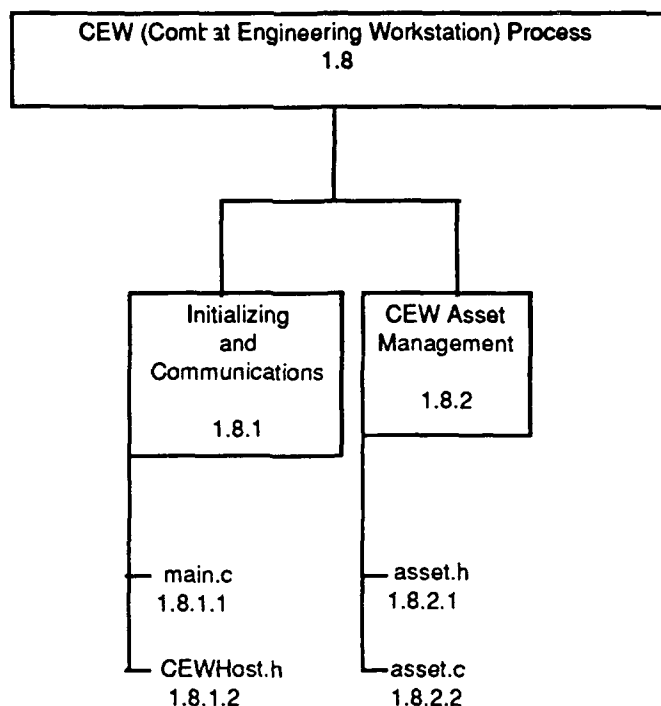 CEW (Combat Engineering Workstation) Process
1.8
Initializing
and
Communications
1.8.1
CEW Asset
Management
1.8.2
main.c
1.8.1.1
CEWHost.h
1.8.1.2
asset.h
1.8.2.1
asset.c
1.8.2.2